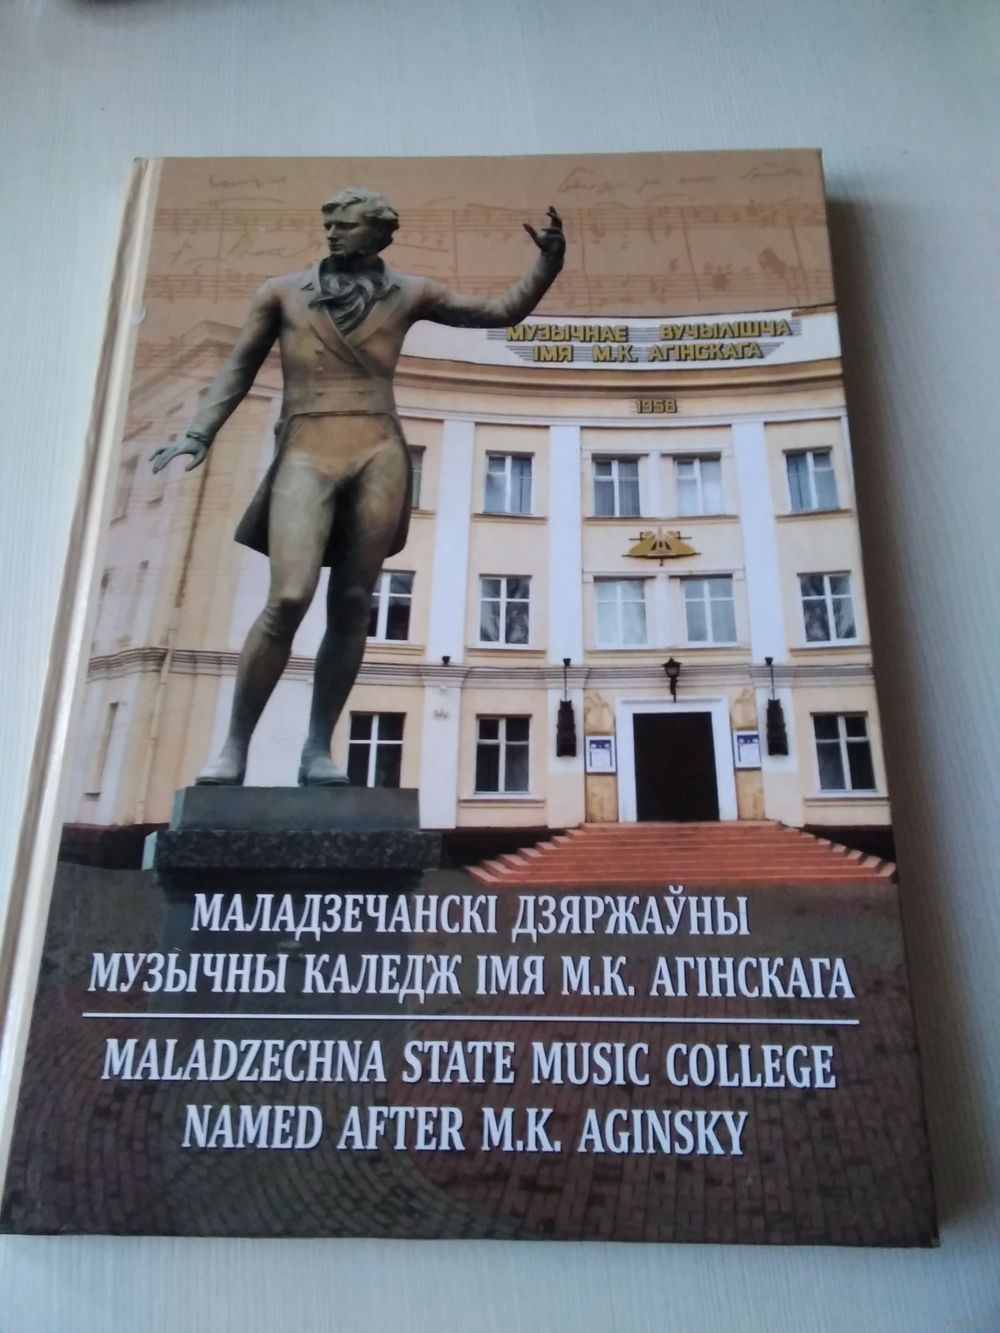 МУЗЫЧНАЕ ВУЧЫЛІШЧА
ІМЯ М.К. АГІНСКАГА
1958
МАЛАДЗЕЧАНСКІ ДЗЯРЖАЎНЫ
МУЗЫЧНЫ КАЛЕДЖ ІМЯ М.К. АГІНСКАГА
MALADZECHNA STATE MUSIC COLLEGE
NAMED AFTER M.K. AGINSKY